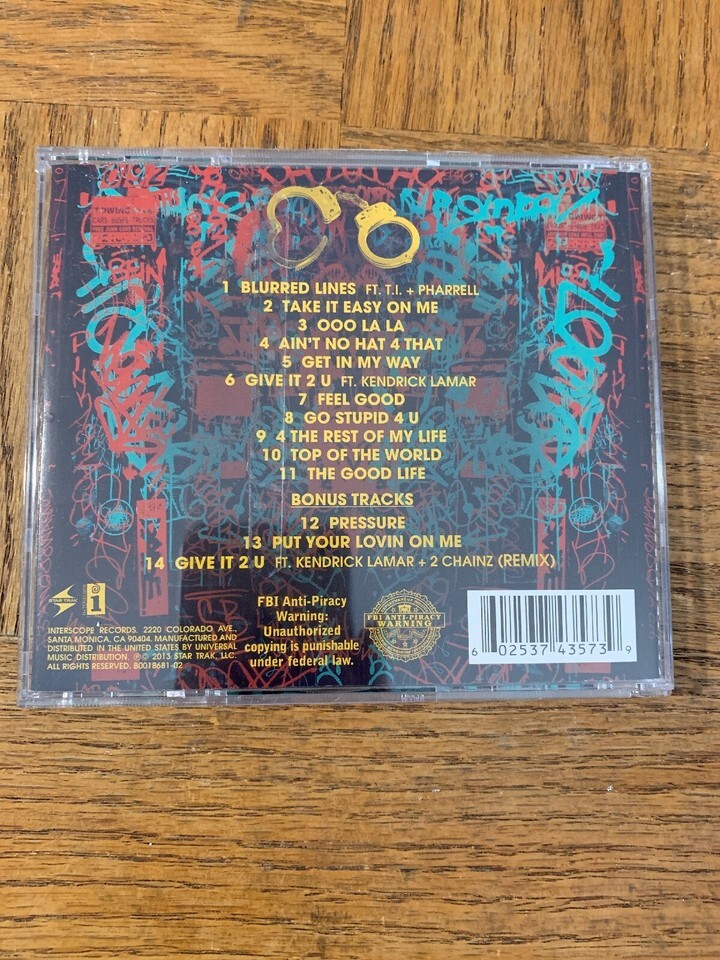 1 BLURRED LINES FT. T.I. + PHARRELL
2 TAKE IT EASY ON ME
3 OOO LA LA
4 AIN'T NO HAT 4 THAT
5 GET IN MY WAY
6 GIVE IT 2 U FT. KENDRICK LAMAR
7 FEEL GOOD
8 GO STUPID 4 U
9 4 THE REST OF MY LIFE
10 TOP OF THE WORLD
11 THE GOOD LIFE
BONUS TRACKS
12 PRESSURE
13 PUT YOUR LOVIN ON ME
14 GIVE IT 2 U FT. KENDRICK LAMAR + 2 CHAINZ (REMIX)
STAR TRAK
i
INTERSCOPE RECORDS. 2220 COLORADO AVE.,
SANTA MONICA, CA 90404. MANUFACTURED AND
DISTRIBUTED IN THE UNITED STATES BY UNIVERSAL
MUSIC DISTRIBUTION. ℗ © 2013 STAR TRAK, LLC.
ALL RIGHTS RESERVED. B0018681-02
FBI Anti-Piracy
Warning:
Unauthorized
copying is punishable
under federal law.
FBI ANTI-PIRACY
WARNING
6 02537 43573 9